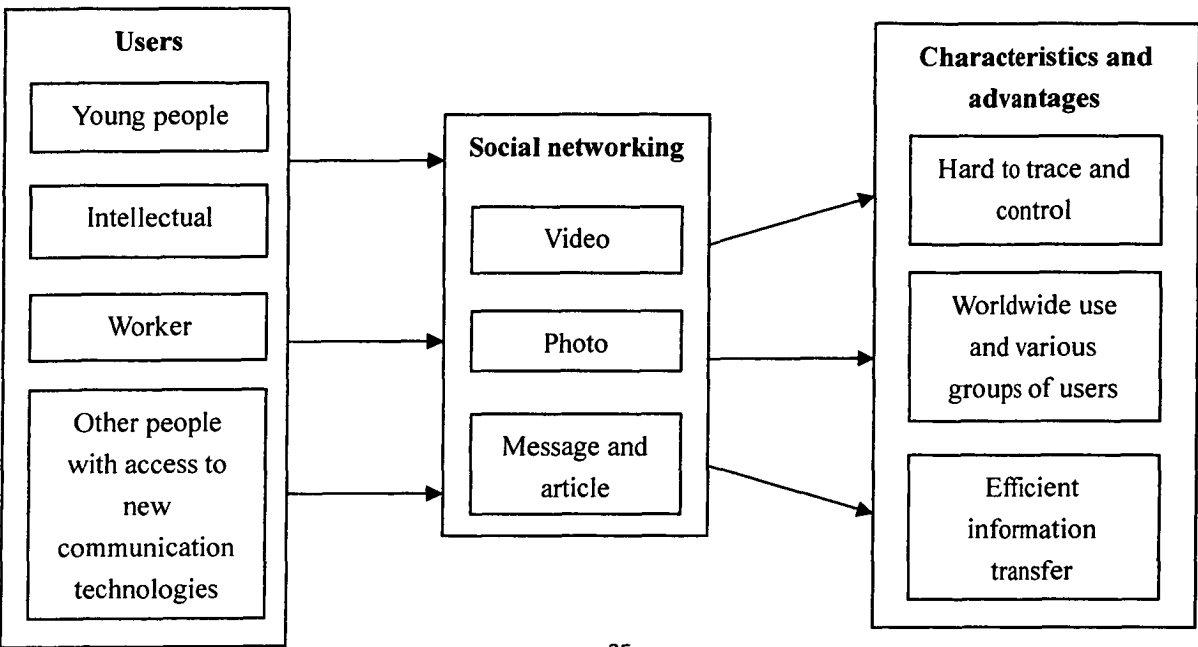 Users
Young people
Intellectual
Worker
Other people
with access to
new
communication
technologies
Social networking
Video
Photo
Message and
article
Characteristics and
advantages
Hard to trace and
control
Worldwide use
and various
groups of users
Efficient
information
transfer